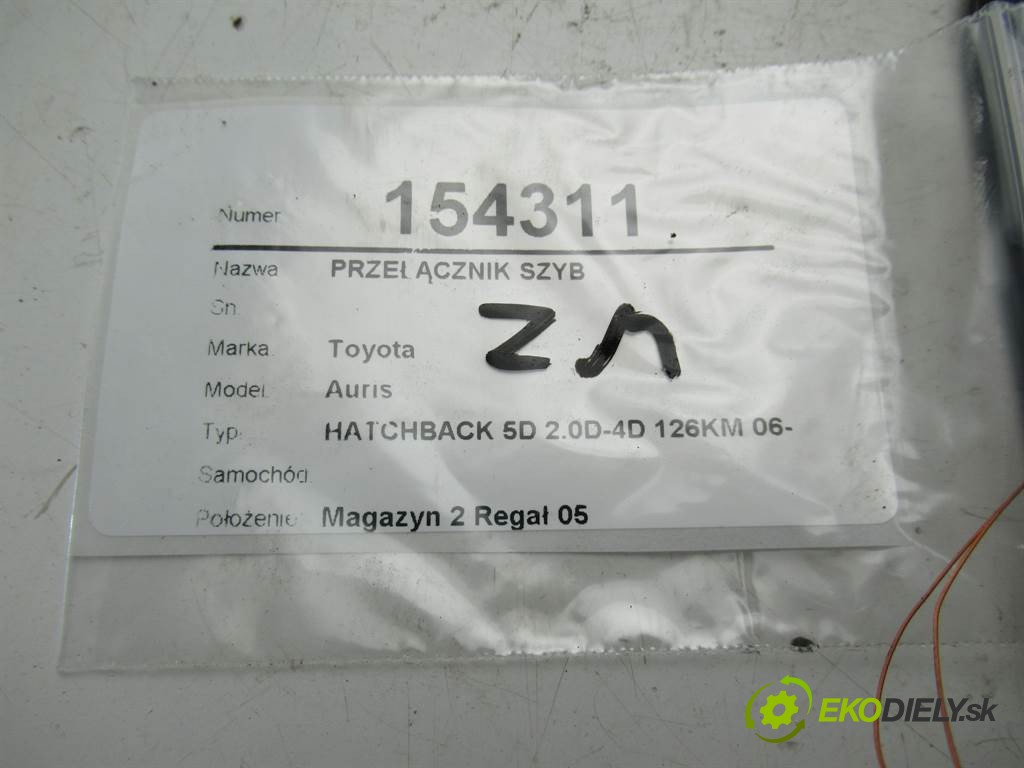 Numer 154311
Nazwa PRZEŁĄCZNIK SZYB
Sn.
Marka Toyota
Model Auris
Typ: HATCHBACK 5D 2.0D-4D 126KM 06-
Samochód
Położenie: Magazyn 2 Regał 05
EKODIELY.sk